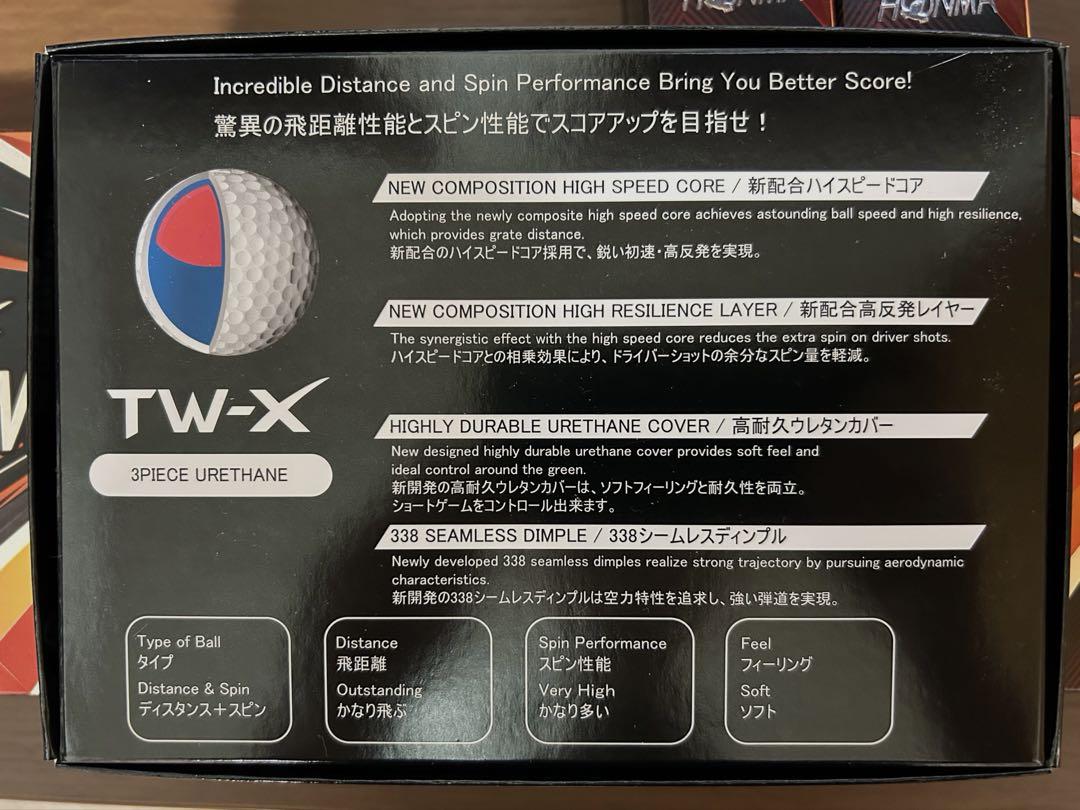 HONMA
HONMA
Incredible Distance and Spin Performance Bring You Better Score!
驚異の飛距離性能とスピン性能でスコアアップを目指せ！
NEW COMPOSITION HIGH SPEED CORE / 新配合ハイスピードコア
Adopting the newly composite high speed core achieves astounding ball speed and high resilience,
which provides grate distance.
新配合のハイスピードコア採用で、鋭い初速・高反発を実現。
NEW COMPOSITION HIGH RESILIENCE LAYER / 新配合高反発レイヤー
The synergistic effect with the high speed core reduces the extra spin on driver shots.
ハイスピードコアとの相乗効果により、ドライバーショットの余分なスピン量を軽減。
TW-X
3PIECE URETHANE
HIGHLY DURABLE URETHANE COVER / 高耐久ウレタンカバー
New designed highly durable urethane cover provides soft feel and
ideal control around the green.
新開発の高耐久ウレタンカバーは、ソフトフィーリングと耐久性を両立。
ショートゲームをコントロール出来ます。
338 SEAMLESS DIMPLE / 338シームレスディンプル
Newly developed 338 seamless dimples realize strong trajectory by pursuing aerodynamic
characteristics.
新開発の338シームレスディンプルは空力特性を追求し、強い弾道を実現。
Type of Ball
タイプ
Distance & Spin
ディスタンス＋スピン
Distance
飛距離
Outstanding
かなり飛ぶ
Spin Performance
スピン性能
Very High
かなり多い
Feel
フィーリング
Soft
ソフト